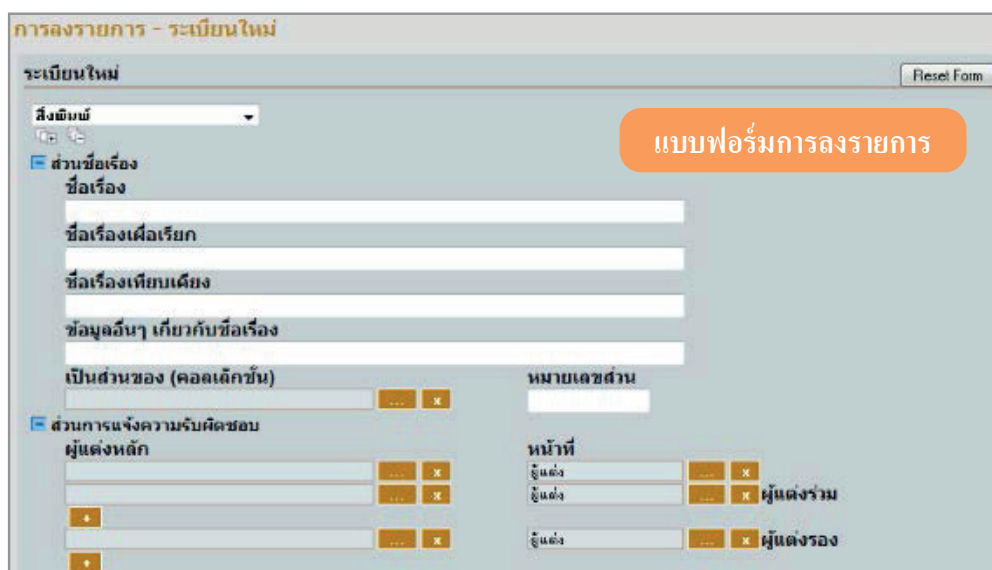 การลงรายการ - ระเบียนใหม่
ระเบียนใหม่
Reset Form
สิ่งพิมพ์
แบบฟอร์มการลงรายการ
ส่วนชื่อเรื่อง
ชื่อเรื่อง
ชื่อเรื่องเผื่อเรียก
ชื่อเรื่องเทียบเคียง
ข้อมูลอื่นๆ เกี่ยวกับชื่อเรื่อง
เป็นส่วนของ (คอลเล็กชั่น) หมายเลขส่วน
... x
ส่วนการแจ้งความรับผิดชอบ
ผู้แต่งหลัก หน้าที่
... x ผู้แต่ง ... x
... x ผู้แต่ง ... x ผู้แต่งร่วม
+
... x ผู้แต่ง ... x ผู้แต่งรอง
+